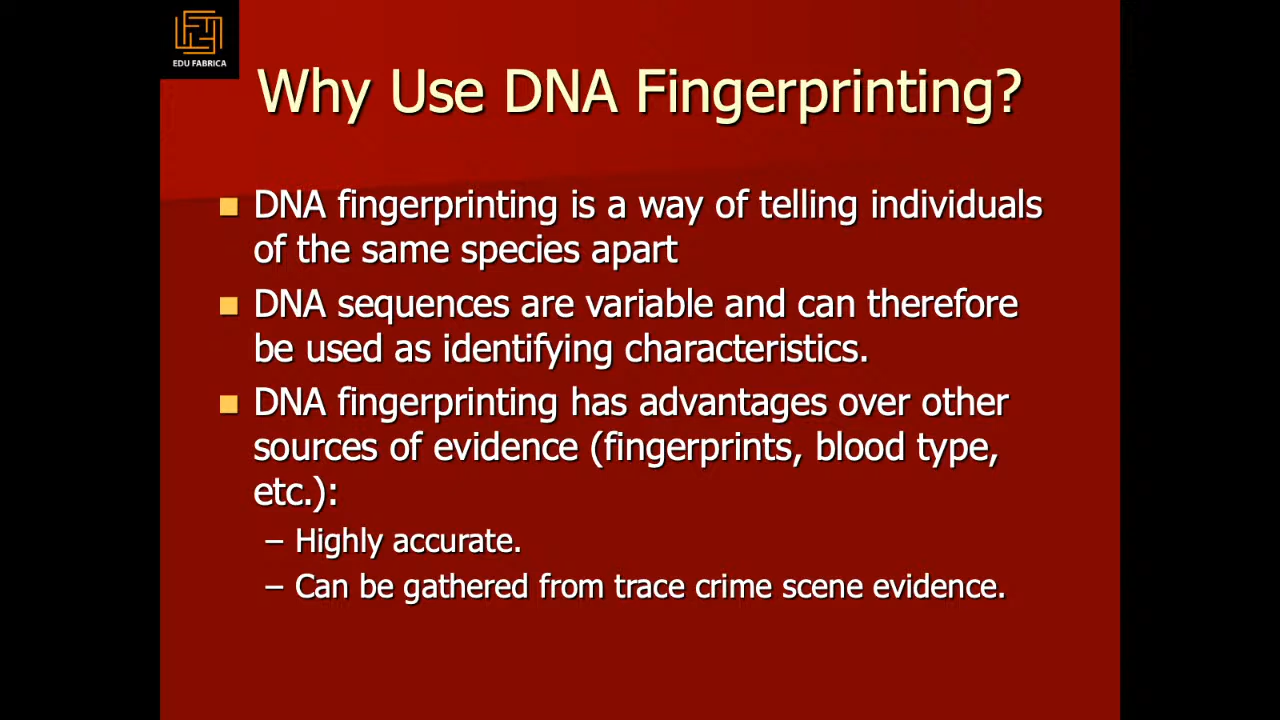 EDU FABRICA
Why Use DNA Fingerprinting?
DNA fingerprinting is a way of telling individuals
of the same species apart
DNA sequences are variable and can therefore
be used as identifying characteristics.
DNA fingerprinting has advantages over other
sources of evidence (fingerprints, blood type,
etc.):
– Highly accurate.
– Can be gathered from trace crime scene evidence.